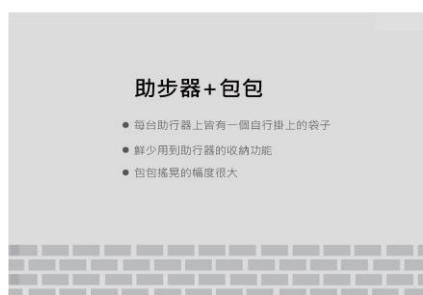 助步器+包包
● 每台助行器上皆有一個自行掛上的袋子
● 鮮少用到助行器的收納功能
● 包包搖晃的幅度很大